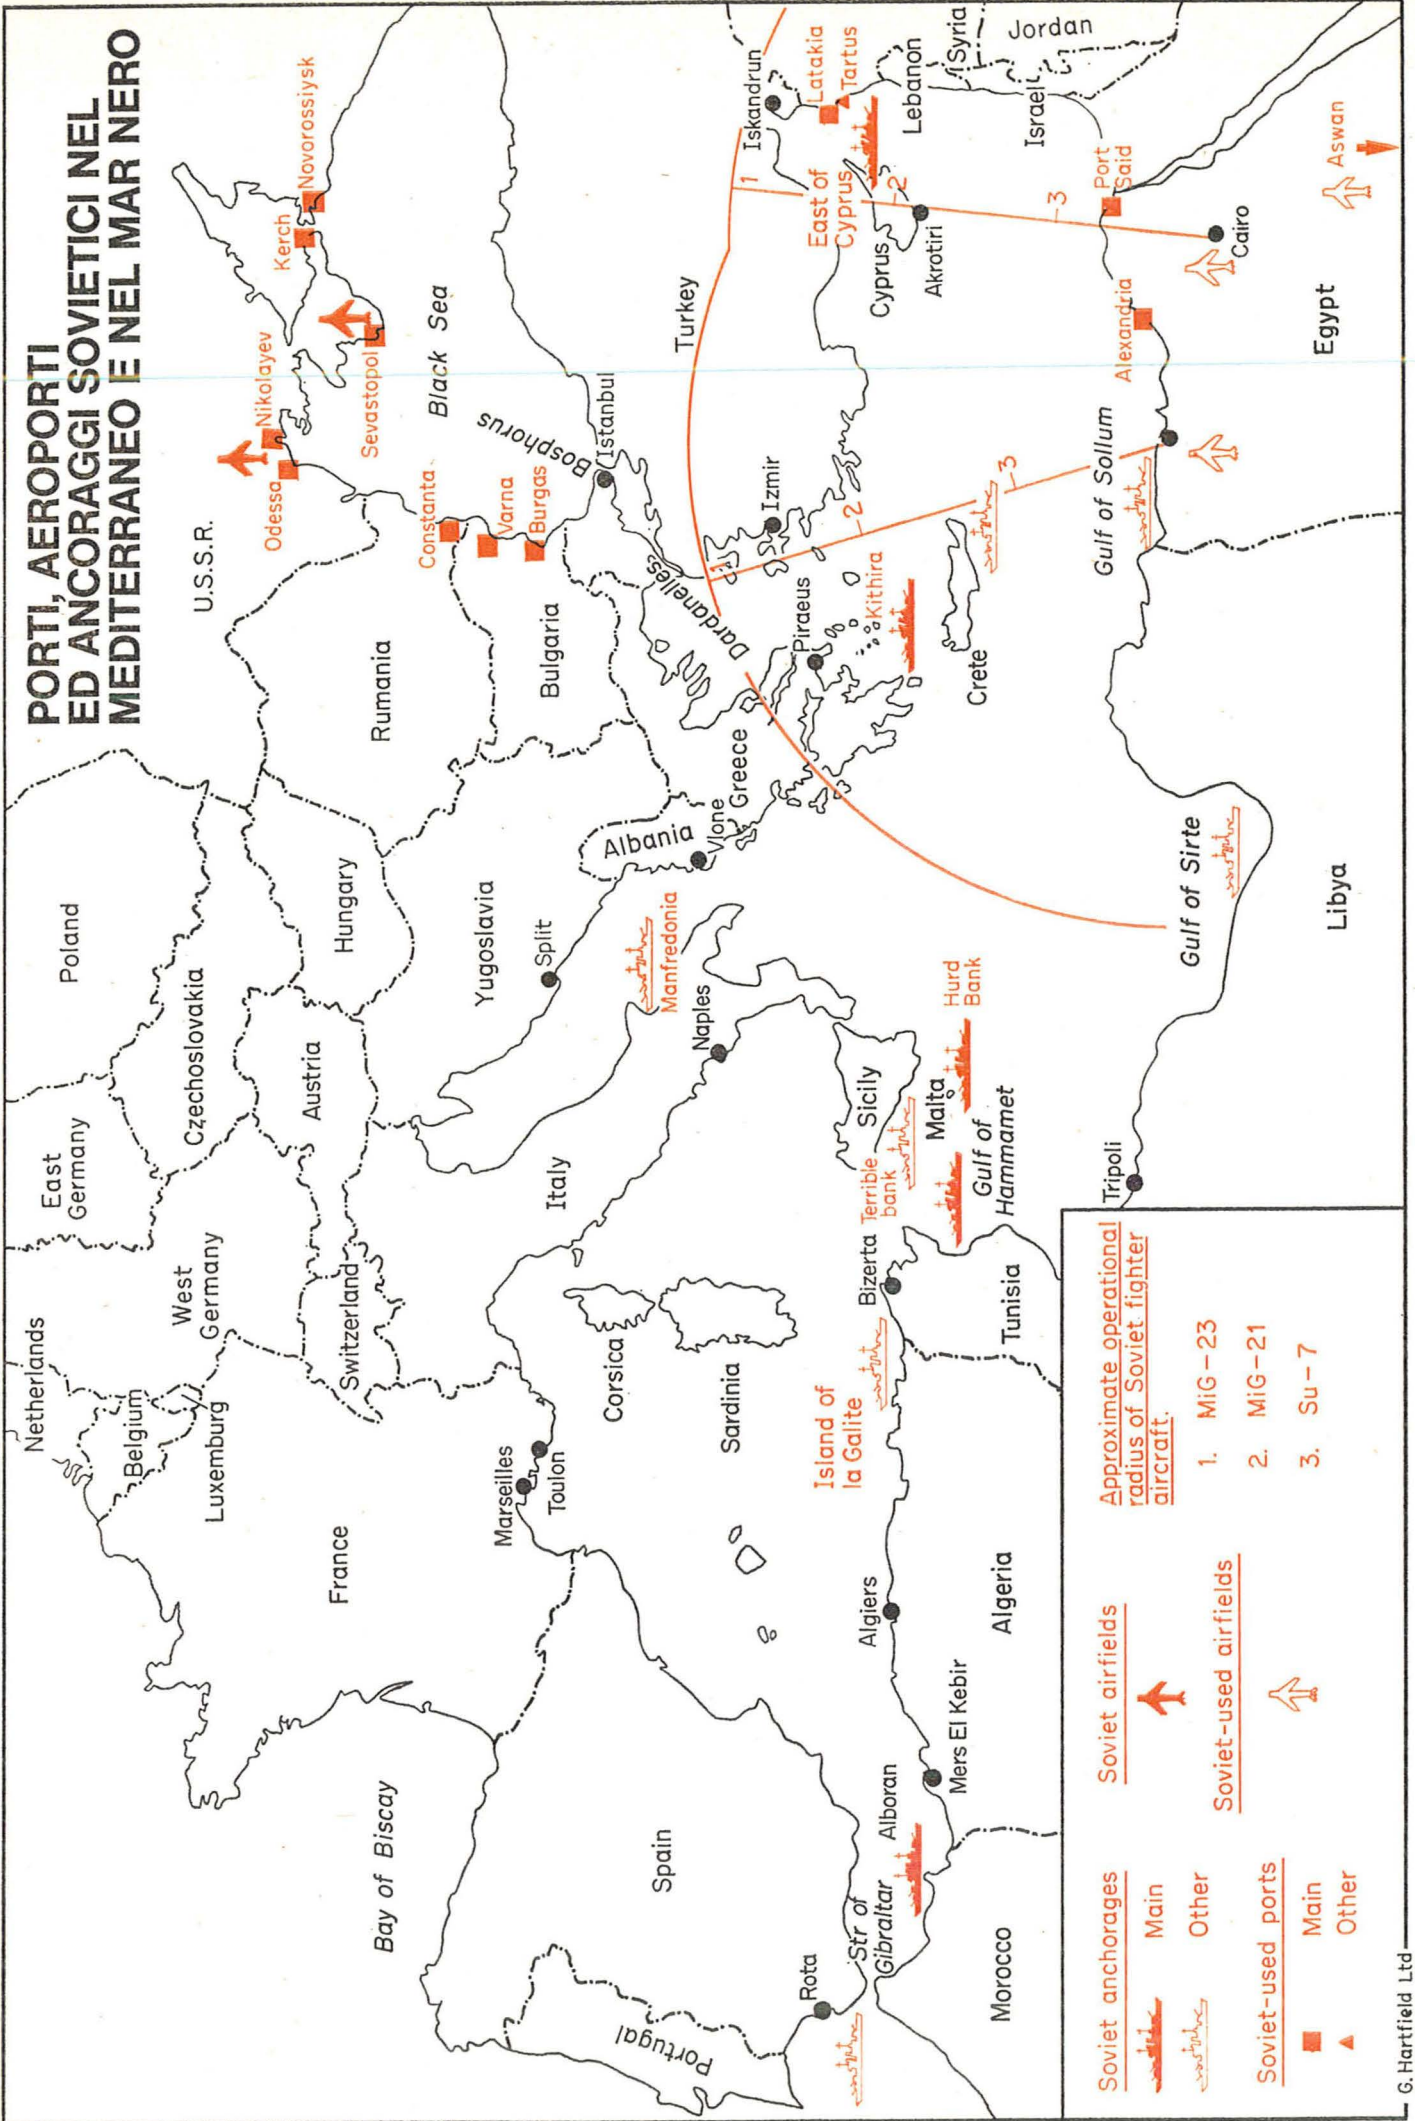 PORTI, AEROPORTI
ED ANCORAGGI SOVIETICI NEL
MEDITERRANEO E NEL MAR NERO
Netherlands
Belgium
Luxemburg
West
Germany
East
Germany
Poland
Czechoslovakia
Switzerland
Austria
Hungary
Rumania
U.S.S.R.
Odessa
Nikolayev
Sevastopol
Kerch
Novorossiysk
France
Bay of Biscay
Yugoslavia
Split
Constanta
Varna
Burgas
Bulgaria
Black Sea
Bosphorus
Istanbul
Marseilles
Toulon
Italy
Corsica
Manfredonia
Naples
Albania
Vlone
Greece
Dardanelles
Turkey
Iskandrun
Portugal
Spain
Sardinia
Piraeus
Izmir
1
1
East of
Cyprus
Latakia
Tartus
Rota
Str of
Gibraltar
Alboran
Island of
la Galite
Bizerta
Terrible
bank
Sicily
Malta
Hurd
Bank
Gulf of
Hammamet
Kithira
Crete
2
3
Cyprus
Akrotiri
2
3
Lebanon
Syria
Israel
Jordan
Morocco
Mers El Kebir
Algiers
Algeria
Tunisia
Tripoli
Gulf of Sirte
Libya
Gulf of Sollum
Alexandria
Port
Said
Cairo
Egypt
Aswan
Soviet anchorages
Main
Other
Soviet-used ports
Main
Other
Soviet airfields
Soviet-used airfields
Approximate operational
radius of Soviet fighter
aircraft.
1. MiG-23
2. MiG-21
3. Su-7
G. Hartfield Ltd